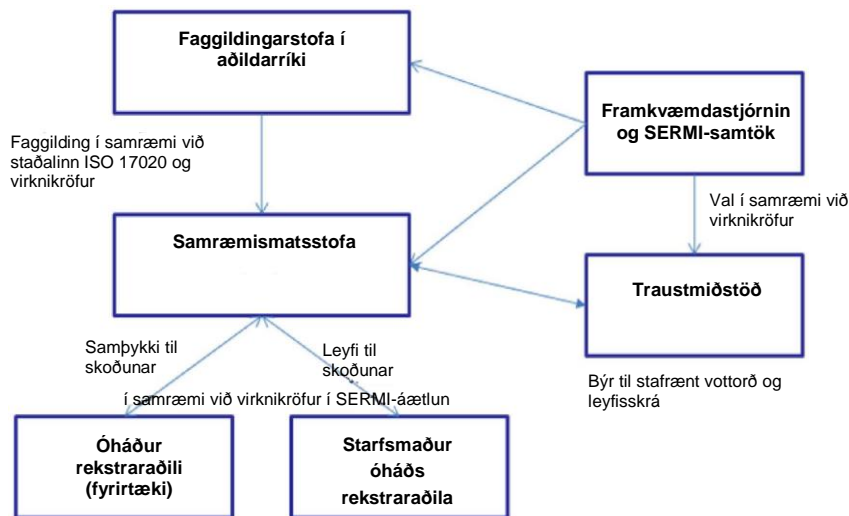 Faggildingarstofa í
aðildarríki
Framkvæmdastjórnin
og SERMI-samtök
Faggilding í samræmi við
staðalinn ISO 17020 og
virknikröfur
Val í samræmi við
virknikröfur
Samræmismatsstofa
Traustmiðstöð
Samþykki til
skoðunar
Leyfi til
skoðunar
í samræmi við virknikröfur í SERMI-áætlun
Býr til stafrænt vottorð og
leyfisskrá
Óháður
rekstraraðili
(fyrirtæki)
Starfsmaður
óháðs
rekstraraðila